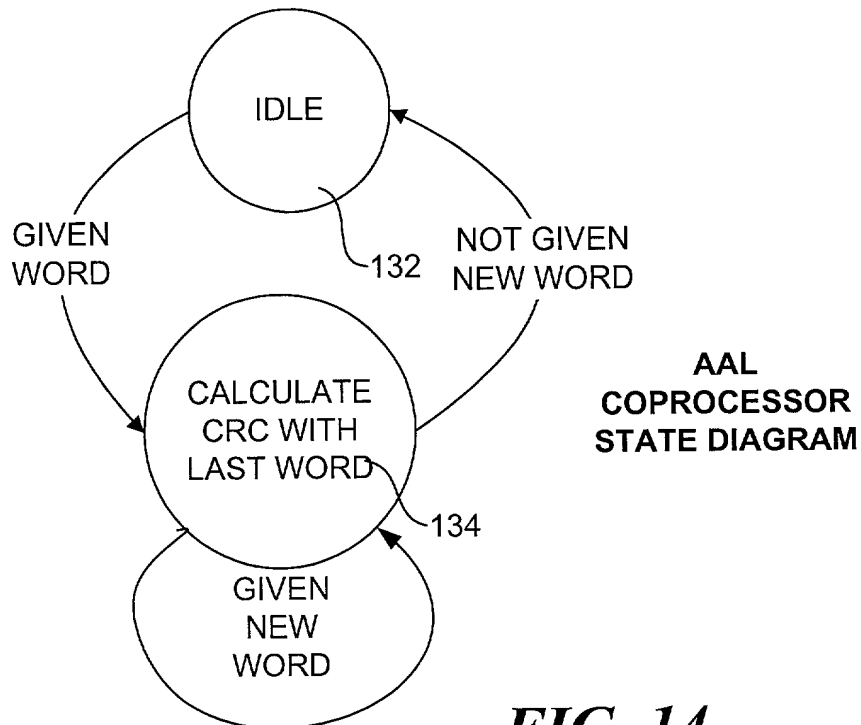 IDLE
GIVEN
WORD
132
NOT GIVEN
NEW WORD
CALCULATE
CRC WITH
LAST WORD
134
AAL
COPROCESSOR
STATE DIAGRAM
GIVEN
NEW
WORD
FIG. 14